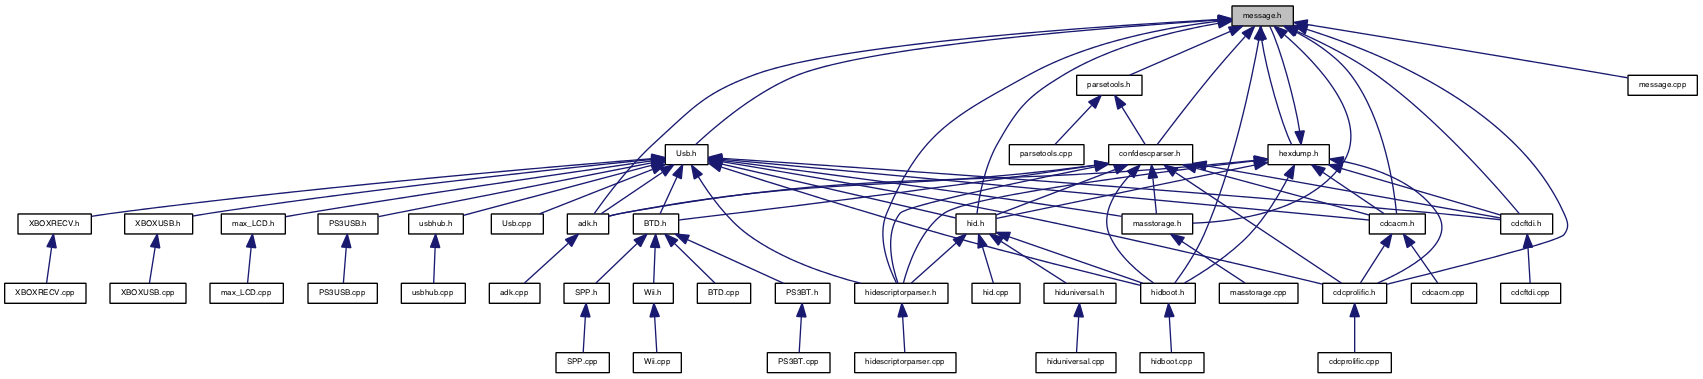 message.h
parsetools.h
message.cpp
Usb.h
parsetools.cpp
confdescparser.h
hexdump.h
XBOXRECV.h
XBOXUSB.h
max_LCD.h
PS3USB.h
usbhub.h
Usb.cpp
adk.h
BTD.h
hid.h
masstorage.h
cdcacm.h
cdcftdi.h
XBOXRECV.cpp
XBOXUSB.cpp
max_LCD.cpp
PS3USB.cpp
usbhub.cpp
adk.cpp
SPP.h
Wii.h
BTD.cpp
PS3BT.h
hidescriptorparser.h
hid.cpp
hiduniversal.h
hidboot.h
masstorage.cpp
cdcprolific.h
cdcacm.cpp
cdcftdi.cpp
SPP.cpp
Wii.cpp
PS3BT.cpp
hidescriptorparser.cpp
hiduniversal.cpp
hidboot.cpp
cdcprolific.cpp